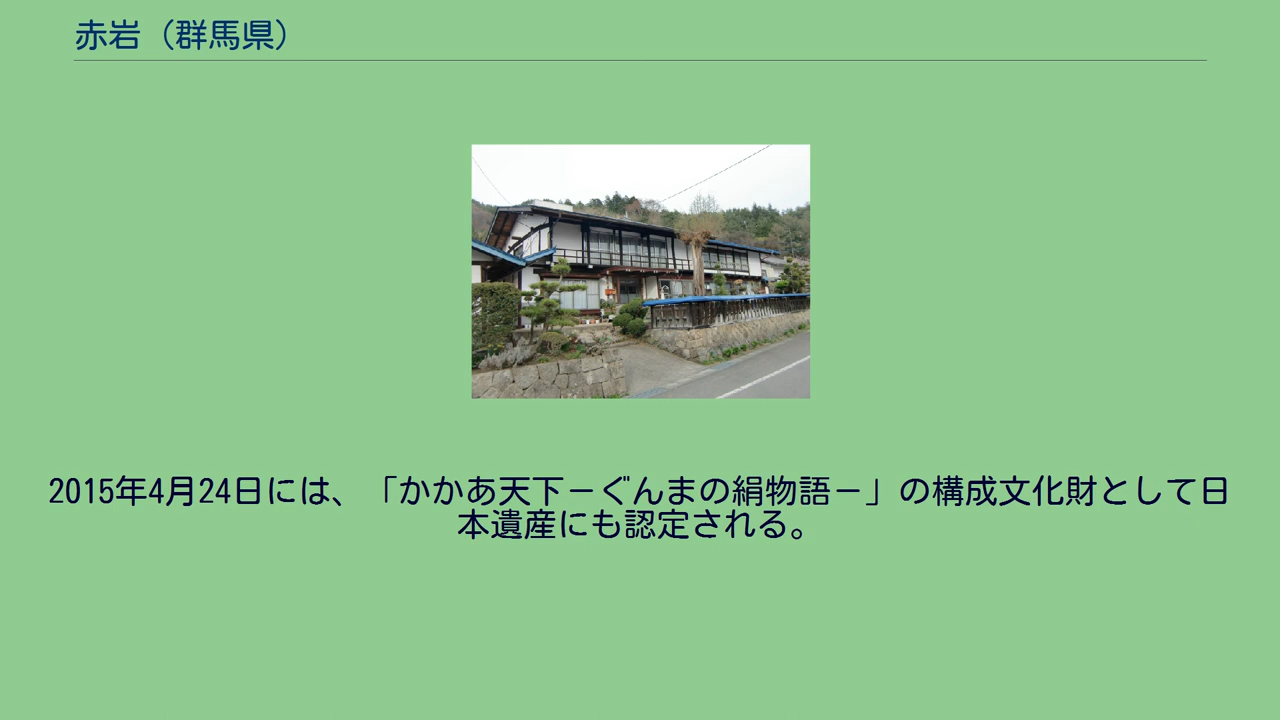 赤岩（群馬県）
2015年4月24日には、「かかあ天下－ぐんまの絹物語－」の構成文化財として日
本遺産にも認定される。